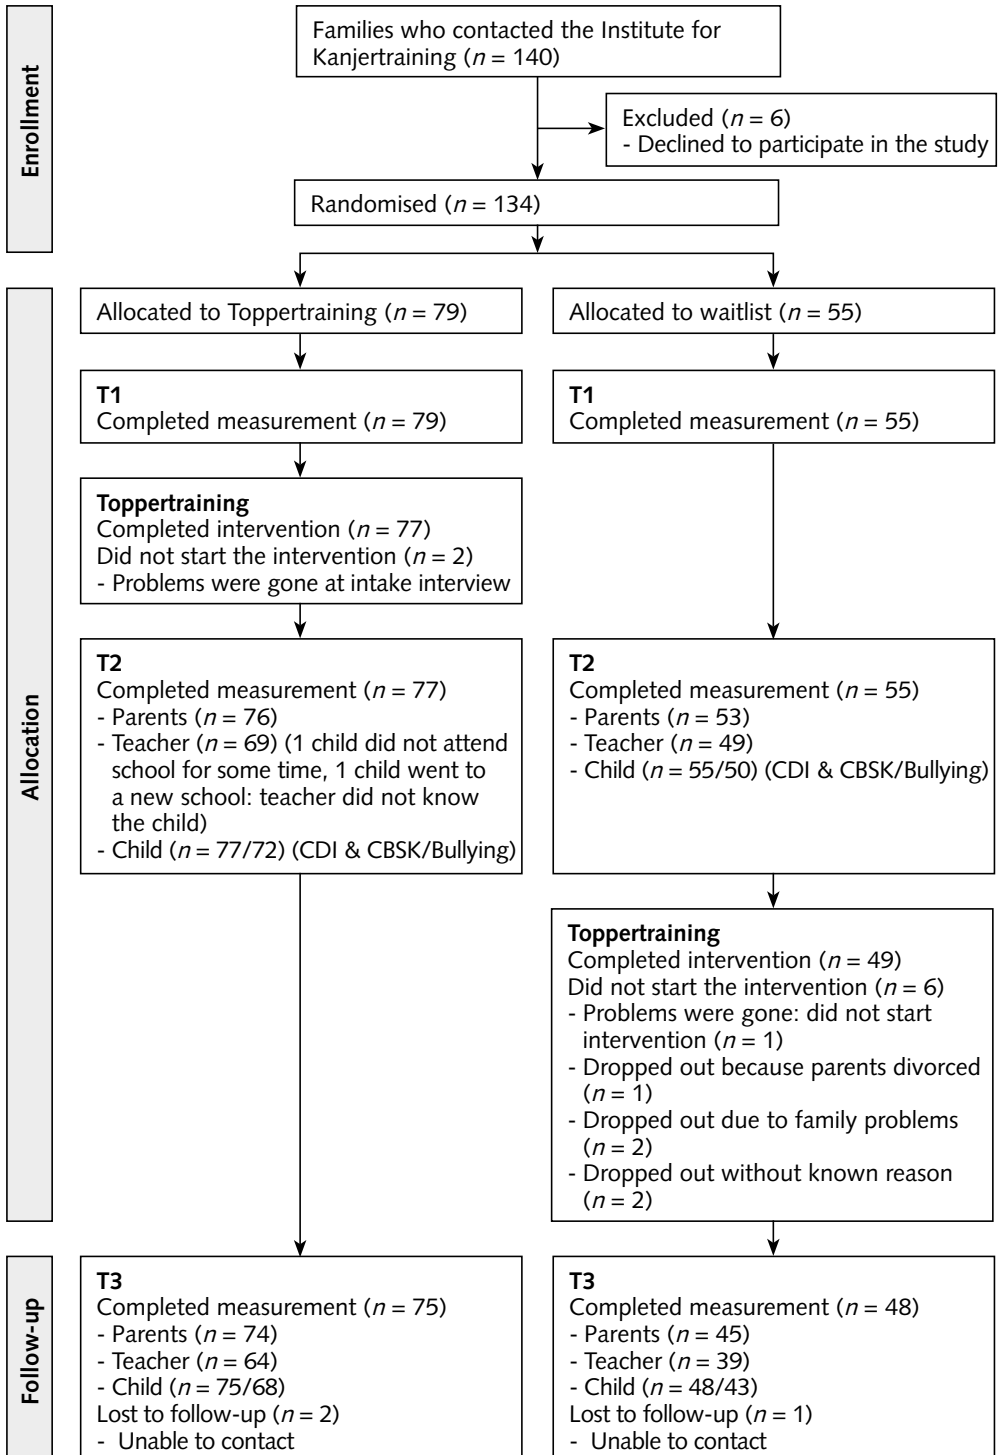 Enrollment
Families who contacted the Institute for
Kanjertraining (n = 140)
Excluded (n = 6)
- Declined to participate in the study
Randomised (n = 134)
Allocation
Allocated to Toppertraining (n = 79)
Allocated to waitlist (n = 55)
T1
Completed measurement (n = 79)
T1
Completed measurement (n = 55)
Toppertraining
Completed intervention (n = 77)
Did not start the intervention (n = 2)
- Problems were gone at intake interview
T2
Completed measurement (n = 77)
- Parents (n = 76)
- Teacher (n = 69) (1 child did not attend
school for some time, 1 child went to
a new school: teacher did not know
the child)
- Child (n = 77/72) (CDI & CBSK/Bullying)
T2
Completed measurement (n = 55)
- Parents (n = 53)
- Teacher (n = 49)
- Child (n = 55/50) (CDI & CBSK/Bullying)
Toppertraining
Completed intervention (n = 49)
Did not start the intervention (n = 6)
- Problems were gone: did not start
intervention (n = 1)
- Dropped out because parents divorced
(n = 1)
- Dropped out due to family problems
(n = 2)
- Dropped out without known reason
(n = 2)
Follow-up
T3
Completed measurement (n = 75)
- Parents (n = 74)
- Teacher (n = 64)
- Child (n = 75/68)
Lost to follow-up (n = 2)
- Unable to contact
T3
Completed measurement (n = 48)
- Parents (n = 45)
- Teacher (n = 39)
- Child (n = 48/43)
Lost to follow-up (n = 1)
- Unable to contact